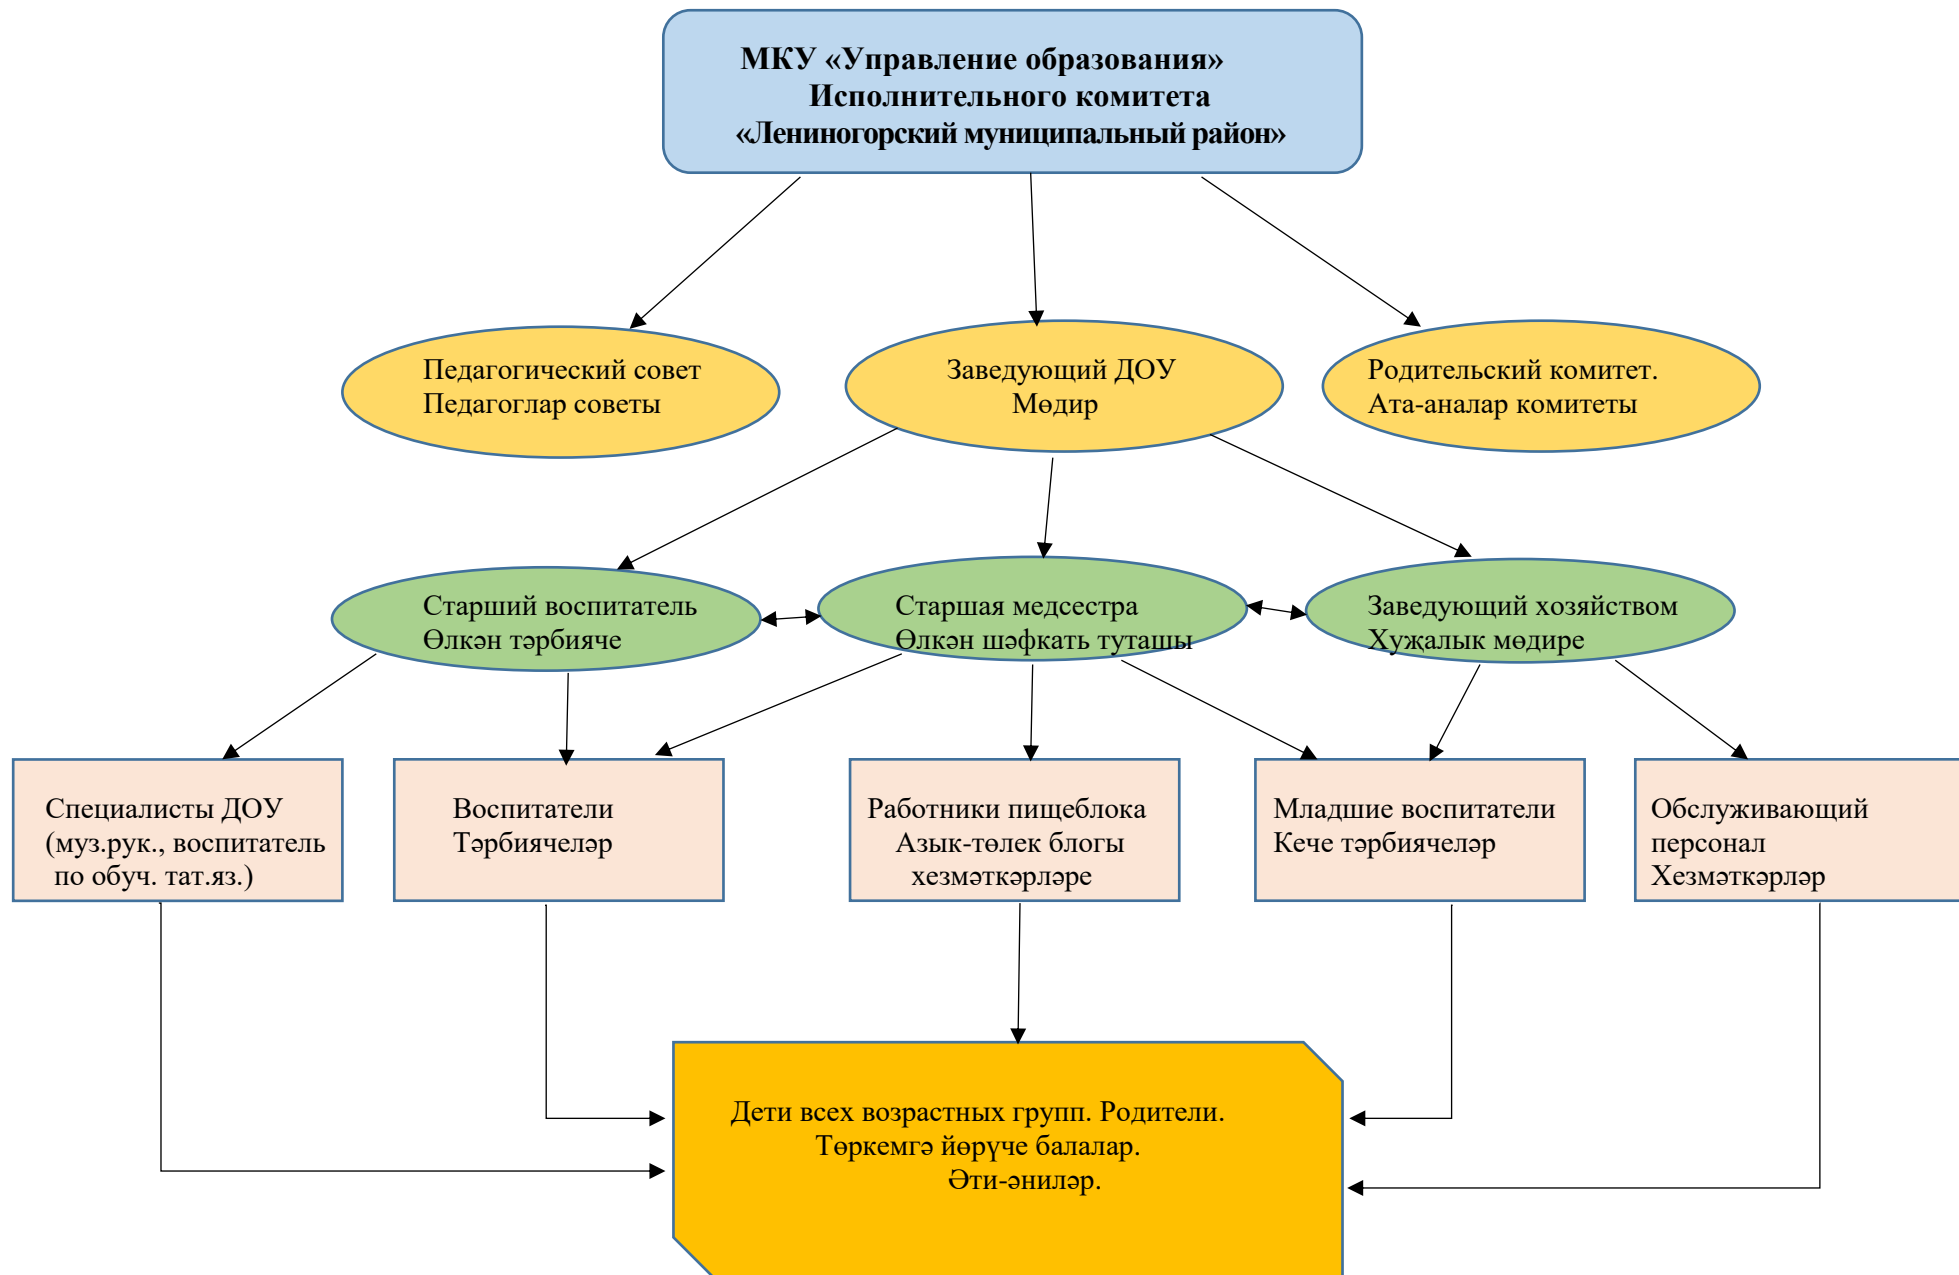 МКУ «Управление образования»
Исполнительного комитета
«Лениногорский муниципальный район»
Педагогический совет
Педагоглар советы
Заведующий ДОУ
Мөдир
Родительский комитет.
Ата-аналар комитеты
Старший воспитатель
Өлкән тәрбияче
Старшая медсестра
Өлкән шәфкать туташы
Заведующий хозяйством
Хуҗалык мөдире
Специалисты ДОУ
(муз.рук., воспитатель
по обуч. тат.яз.)
Воспитатели
Тәрбиячеләр
Работники пищеблока
Азык-төлек блогы
хезмәткәрләре
Младшие воспитатели
Кече тәрбиячеләр
Обслуживающий
персонал
Хезмәткәрләр
Дети всех возрастных групп. Родители.
Төркемгә йөрүче балалар.
Әти-әниләр.